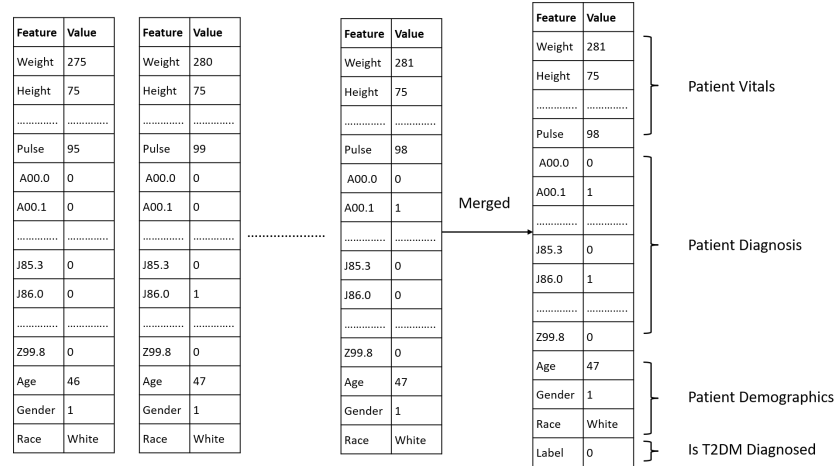 Feature Value
Weight 275
Height 75
.............. ..............
Pulse 95
A00.0 0
A00.1 0
.............. ..............
J85.3 0
J86.0 0
.............. ..............
Z99.8 0
Age 46
Gender 1
Race White
Feature Value
Weight 280
Height 75
.............. ..............
Pulse 99
A00.0 0
A00.1 0
.............. ..............
J85.3 0
J86.0 1
.............. ..............
Z99.8 0
Age 47
Gender 1
Race White
.....................
Feature Value
Weight 281
Height 75
.............. ..............
Pulse 98
A00.0 0
A00.1 1
.............. ..............
J85.3 0
J86.0 0
.............. ..............
Z99.8 0
Age 47
Gender 1
Race White
Merged
Feature Value
Weight 281
Height 75
.............. ..............
Pulse 98
A00.0 0
A00.1 1
.............. ..............
J85.3 0
J86.0 1
.............. ..............
Z99.8 0
Age 47
Gender 1
Race White
Label 0
Patient Vitals
Patient Diagnosis
Patient Demographics
Is T2DM Diagnosed